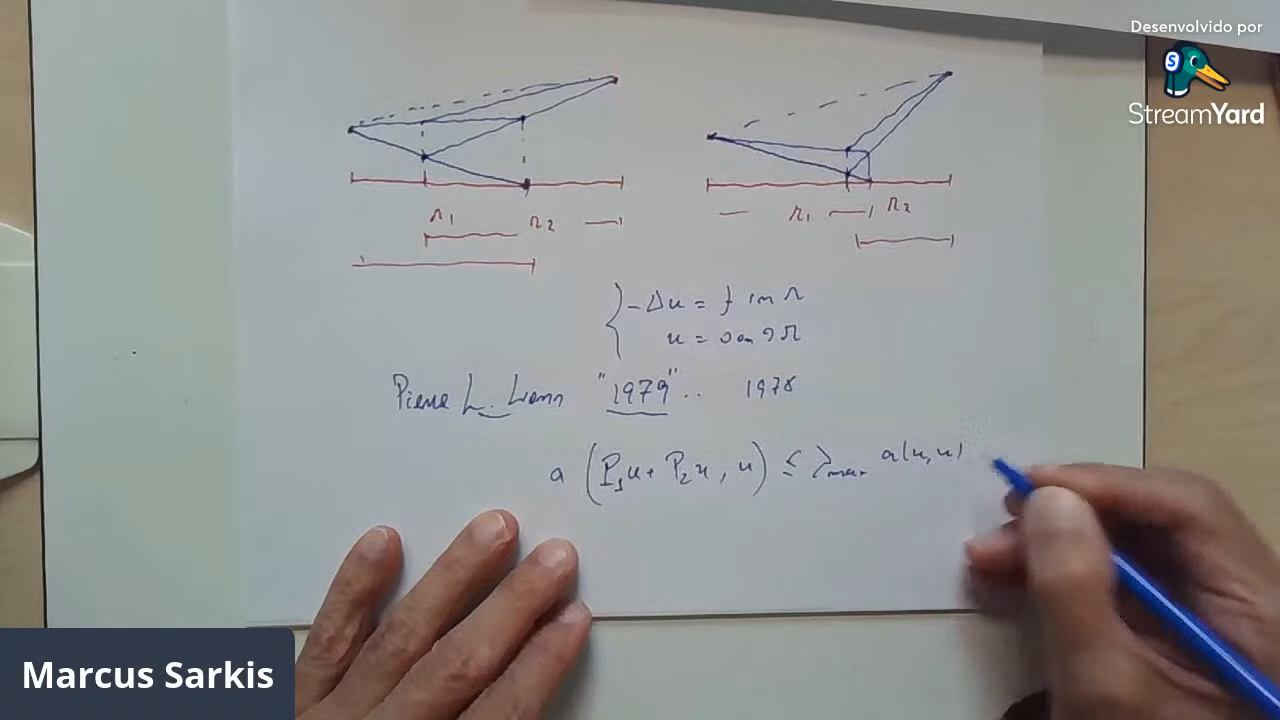 Desenvolvido por
StreamYard
Ω1 Ω2
Ω1 Ω2
-Δu = f in Ω
u = 0 on ∂Ω
Pierre L. Lions "1979".. 1978
a (P₁u + P₂u, u) ≤ λmax a(u,u)
Marcus Sarkis